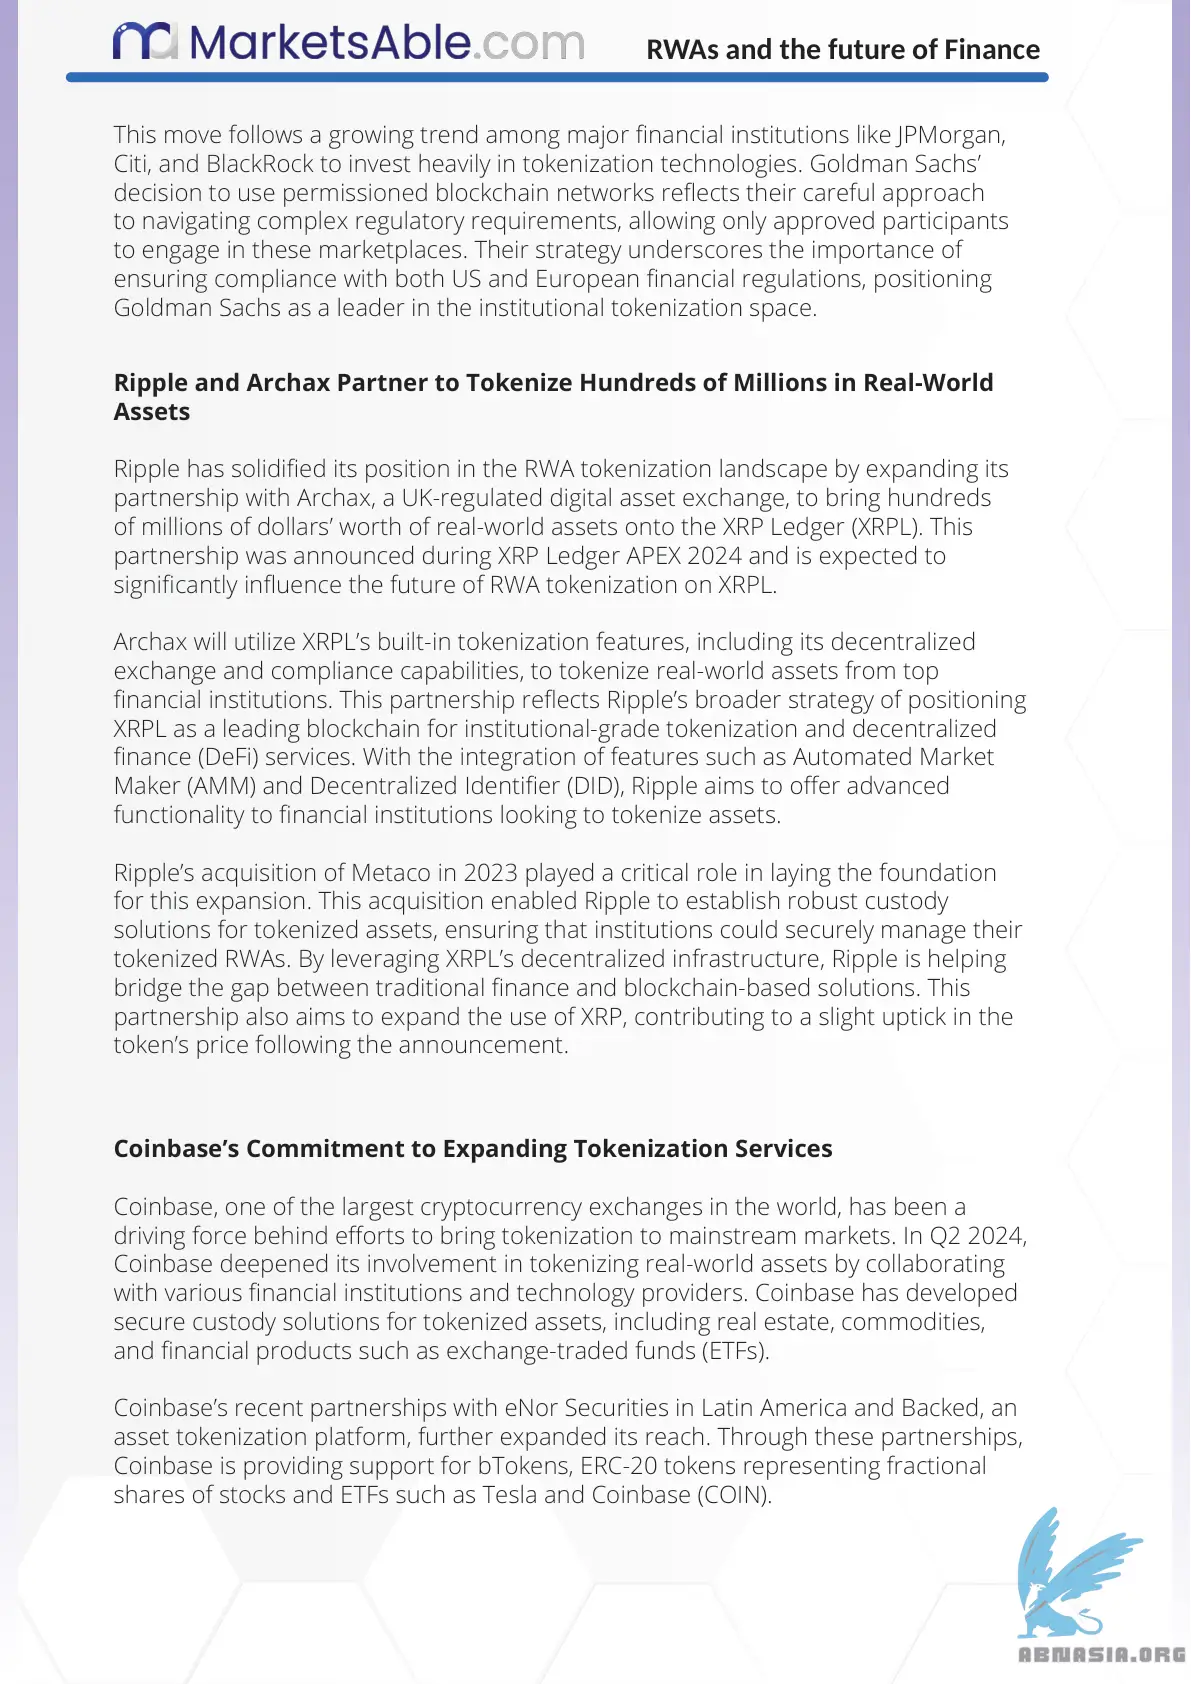 MarketsAble.com
RWAs and the future of Finance
This move follows a growing trend among major financial institutions like JPMorgan,
Citi, and BlackRock to invest heavily in tokenization technologies. Goldman Sachs’
decision to use permissioned blockchain networks reflects their careful approach
to navigating complex regulatory requirements, allowing only approved participants
to engage in these marketplaces. Their strategy underscores the importance of
ensuring compliance with both US and European financial regulations, positioning
Goldman Sachs as a leader in the institutional tokenization space.
Ripple and Archax Partner to Tokenize Hundreds of Millions in Real-World
Assets
Ripple has solidified its position in the RWA tokenization landscape by expanding its
partnership with Archax, a UK-regulated digital asset exchange, to bring hundreds
of millions of dollars’ worth of real-world assets onto the XRP Ledger (XRPL). This
partnership was announced during XRP Ledger APEX 2024 and is expected to
significantly influence the future of RWA tokenization on XRPL.
Archax will utilize XRPL’s built-in tokenization features, including its decentralized
exchange and compliance capabilities, to tokenize real-world assets from top
financial institutions. This partnership reflects Ripple’s broader strategy of positioning
XRPL as a leading blockchain for institutional-grade tokenization and decentralized
finance (DeFi) services. With the integration of features such as Automated Market
Maker (AMM) and Decentralized Identifier (DID), Ripple aims to offer advanced
functionality to financial institutions looking to tokenize assets.
Ripple’s acquisition of Metaco in 2023 played a critical role in laying the foundation
for this expansion. This acquisition enabled Ripple to establish robust custody
solutions for tokenized assets, ensuring that institutions could securely manage their
tokenized RWAs. By leveraging XRPL’s decentralized infrastructure, Ripple is helping
bridge the gap between traditional finance and blockchain-based solutions. This
partnership also aims to expand the use of XRP, contributing to a slight uptick in the
token’s price following the announcement.
Coinbase’s Commitment to Expanding Tokenization Services
Coinbase, one of the largest cryptocurrency exchanges in the world, has been a
driving force behind efforts to bring tokenization to mainstream markets. In Q2 2024,
Coinbase deepened its involvement in tokenizing real-world assets by collaborating
with various financial institutions and technology providers. Coinbase has developed
secure custody solutions for tokenized assets, including real estate, commodities,
and financial products such as exchange-traded funds (ETFs).
Coinbase’s recent partnerships with eNor Securities in Latin America and Backed, an
asset tokenization platform, further expanded its reach. Through these partnerships,
Coinbase is providing support for bTokens, ERC-20 tokens representing fractional
shares of stocks and ETFs such as Tesla and Coinbase (COIN).
ABNASIA.ORG